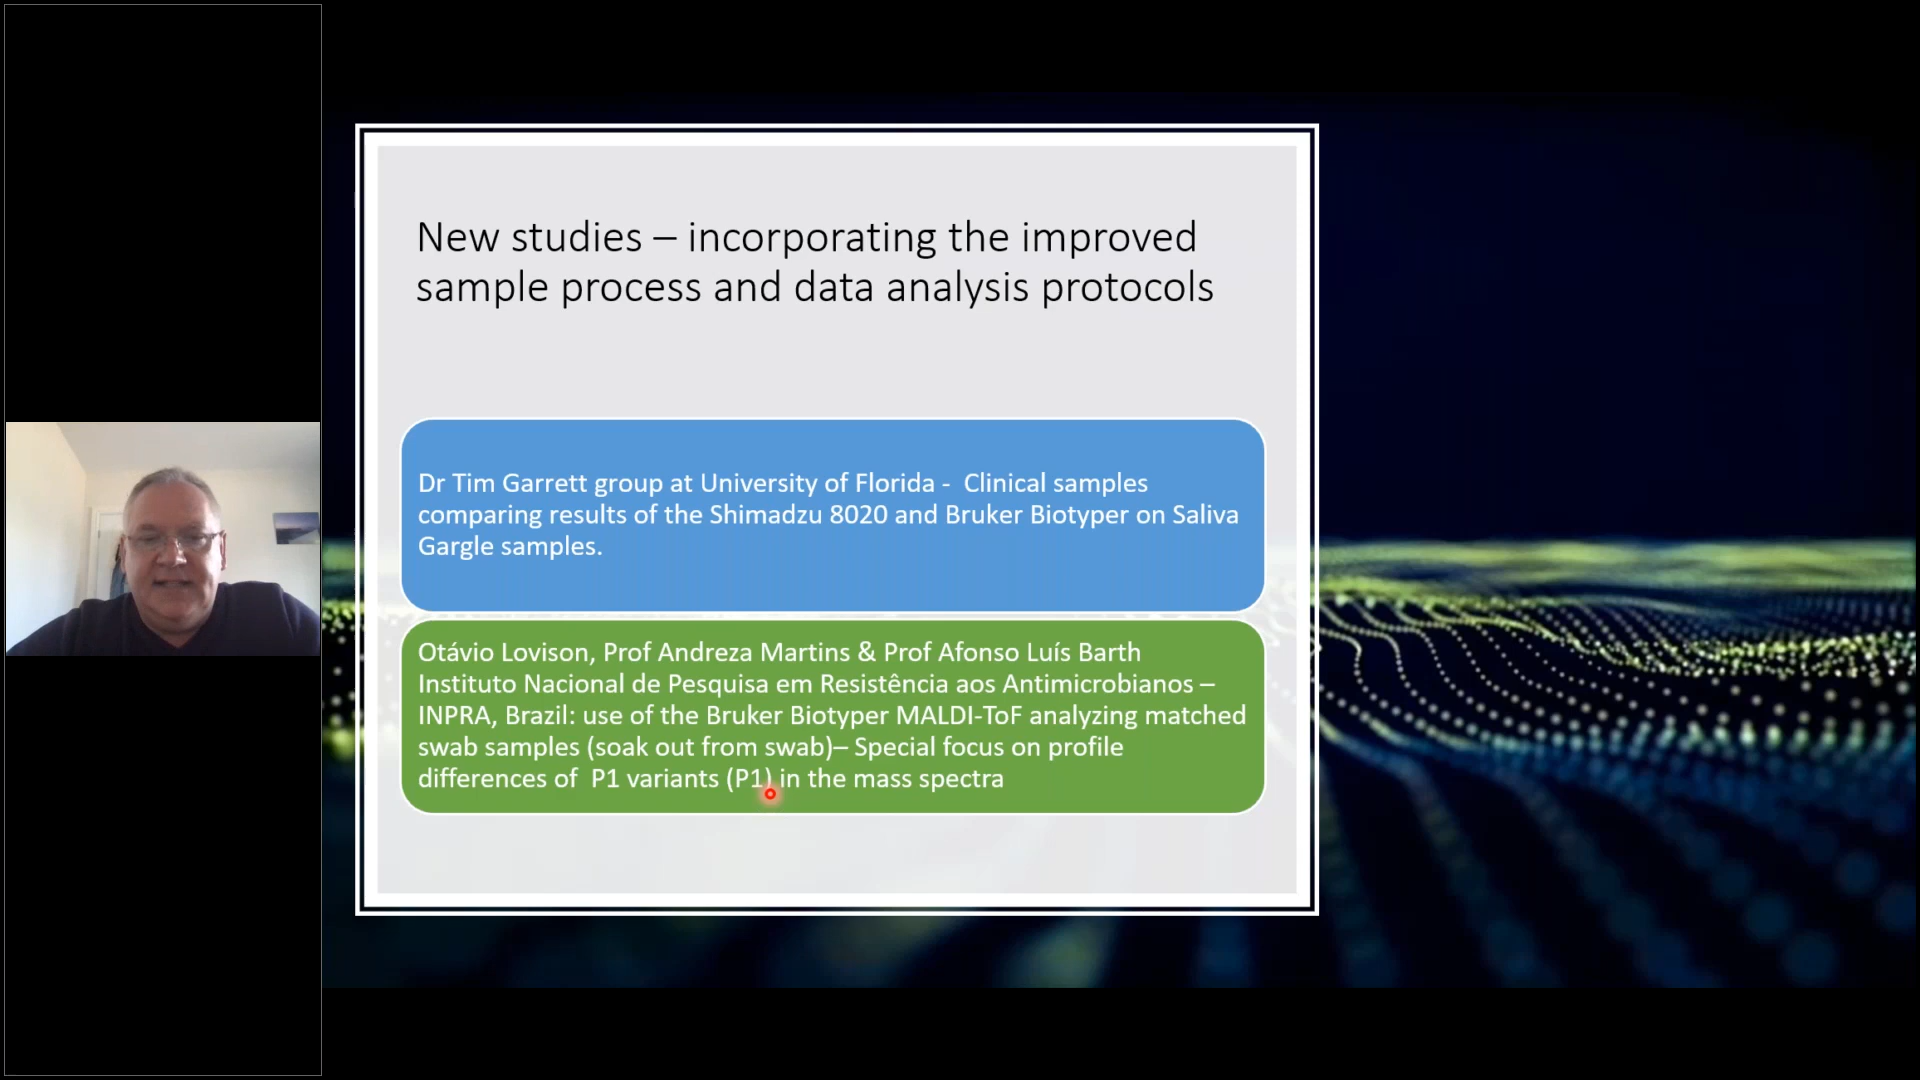 New studies – incorporating the improved
sample process and data analysis protocols
Dr Tim Garrett group at University of Florida -  Clinical samples
comparing results of the Shimadzu 8020 and Bruker Biotyper on Saliva
Gargle samples.
Otávio Lovison, Prof Andreza Martins & Prof Afonso Luís Barth
Instituto Nacional de Pesquisa em Resistência aos Antimicrobianos –
INPRA, Brazil: use of the Bruker Biotyper MALDI-ToF analyzing matched
swab samples (soak out from swab)– Special focus on profile
differences of  P1 variants (P1) in the mass spectra